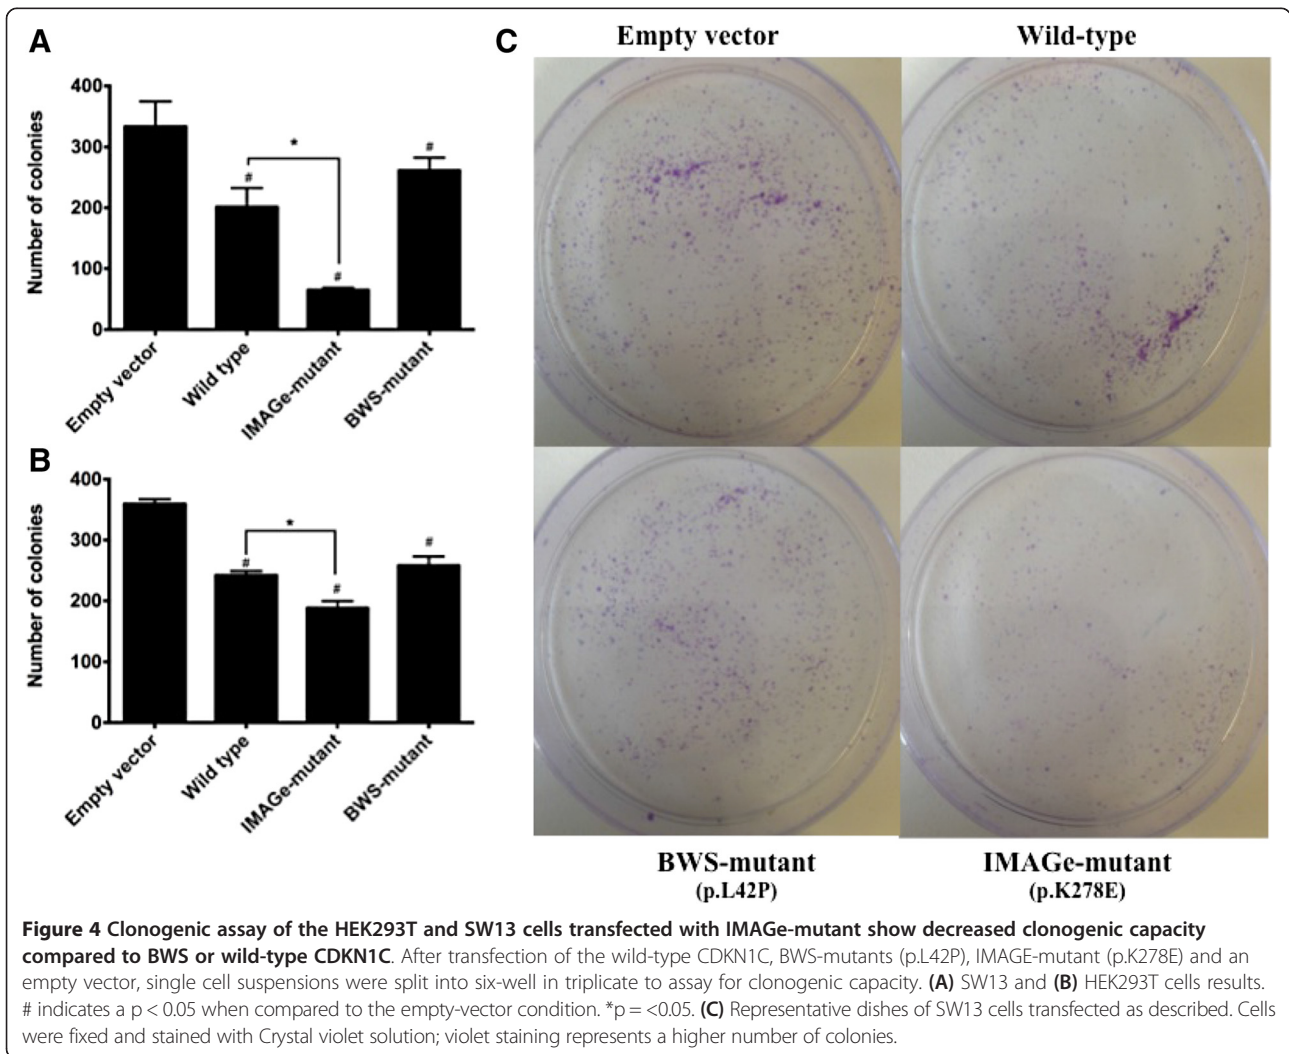 A
Number of colonies
400
300
200
100
0
*
#
#
#
Empty vector
Wild type
IMAGe-mutant
BWS-mutant
B
Number of colonies
400
300
200
100
0
*
#
#
#
Empty vector
Wild type
IMAGe-mutant
BWS-mutant
C
Empty vector
Wild-type
BWS-mutant
(p.L42P)
IMAGe-mutant
(p.K278E)
Figure 4 Clonogenic assay of the HEK293T and SW13 cells transfected with IMAGe-mutant show decreased clonogenic capacity
compared to BWS or wild-type CDKN1C. After transfection of the wild-type CDKN1C, BWS-mutants (p.L42P), IMAGE-mutant (p.K278E) and an
empty vector, single cell suspensions were split into six-well in triplicate to assay for clonogenic capacity. (A) SW13 and (B) HEK293T cells results.
# indicates a p < 0.05 when compared to the empty-vector condition. *p = <0.05. (C) Representative dishes of SW13 cells transfected as described. Cells
were fixed and stained with Crystal violet solution; violet staining represents a higher number of colonies.